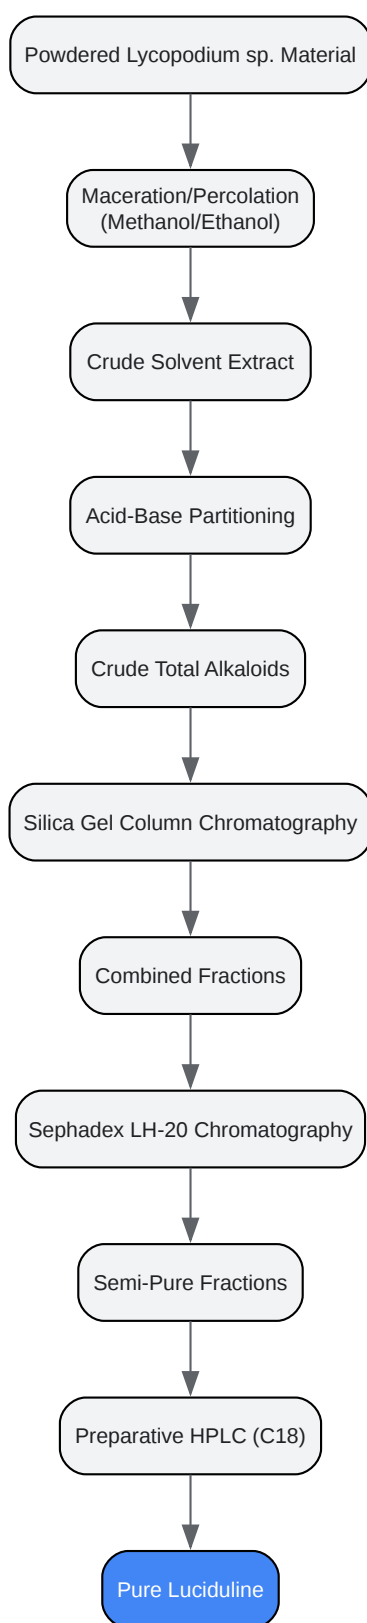 Powdered Lycopodium sp. Material
Maceration/Percolation
(Methanol/Ethanol)
Crude Solvent Extract
Acid-Base Partitioning
Crude Total Alkaloids
Silica Gel Column Chromatography
Combined Fractions
Sephadex LH-20 Chromatography
Semi-Pure Fractions
Preparative HPLC (C18)
Pure Luciduline